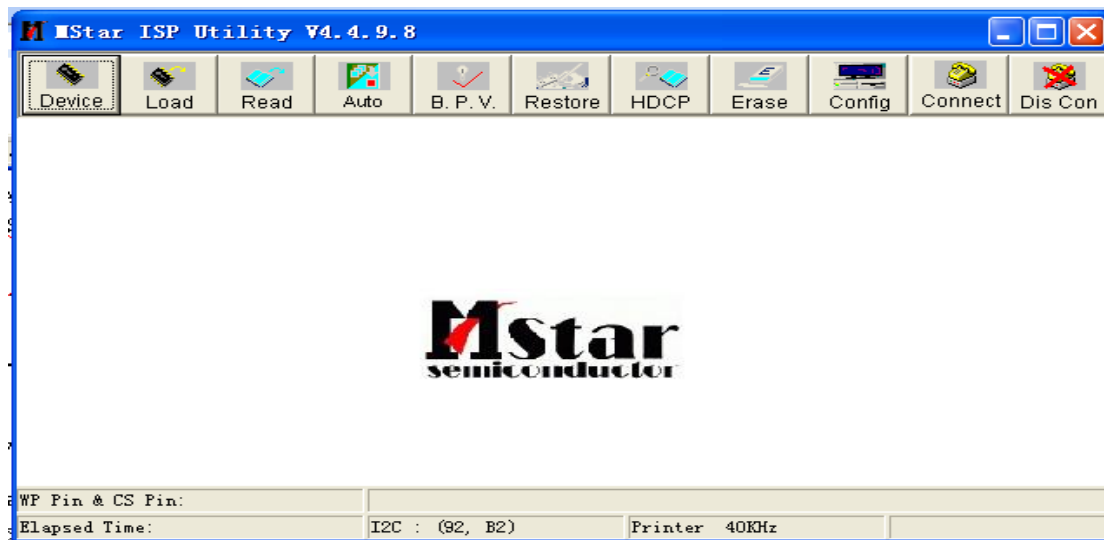 MStar ISP Utility V4.4.9.8
Device Load Read Auto B. P. V. Restore HDCP Erase Config Connect Dis Con
MStar
semiconductor
WP Pin & CS Pin:
Elapsed Time: I2C : (92, B2) Printer 40KHz